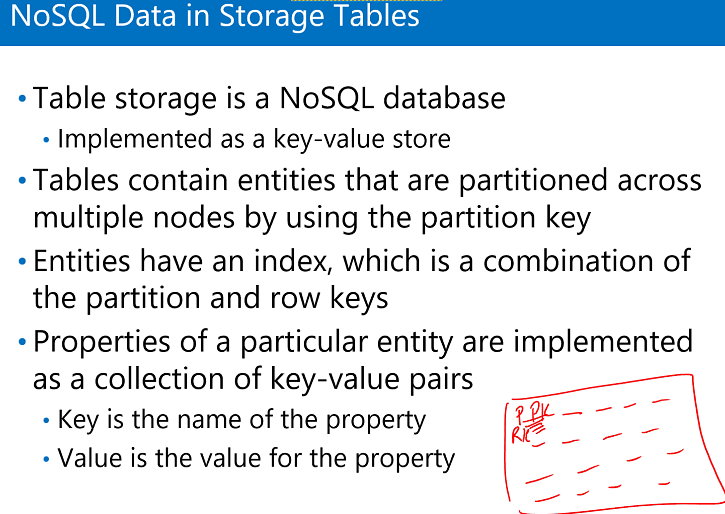 NoSQL Data in Storage Tables
• Table storage is a NoSQL database
• Implemented as a key-value store
• Tables contain entities that are partitioned across
multiple nodes by using the partition key
• Entities have an index, which is a combination of
the partition and row keys
• Properties of a particular entity are implemented
as a collection of key-value pairs
• Key is the name of the property
• Value is the value for the property
P PK
RK